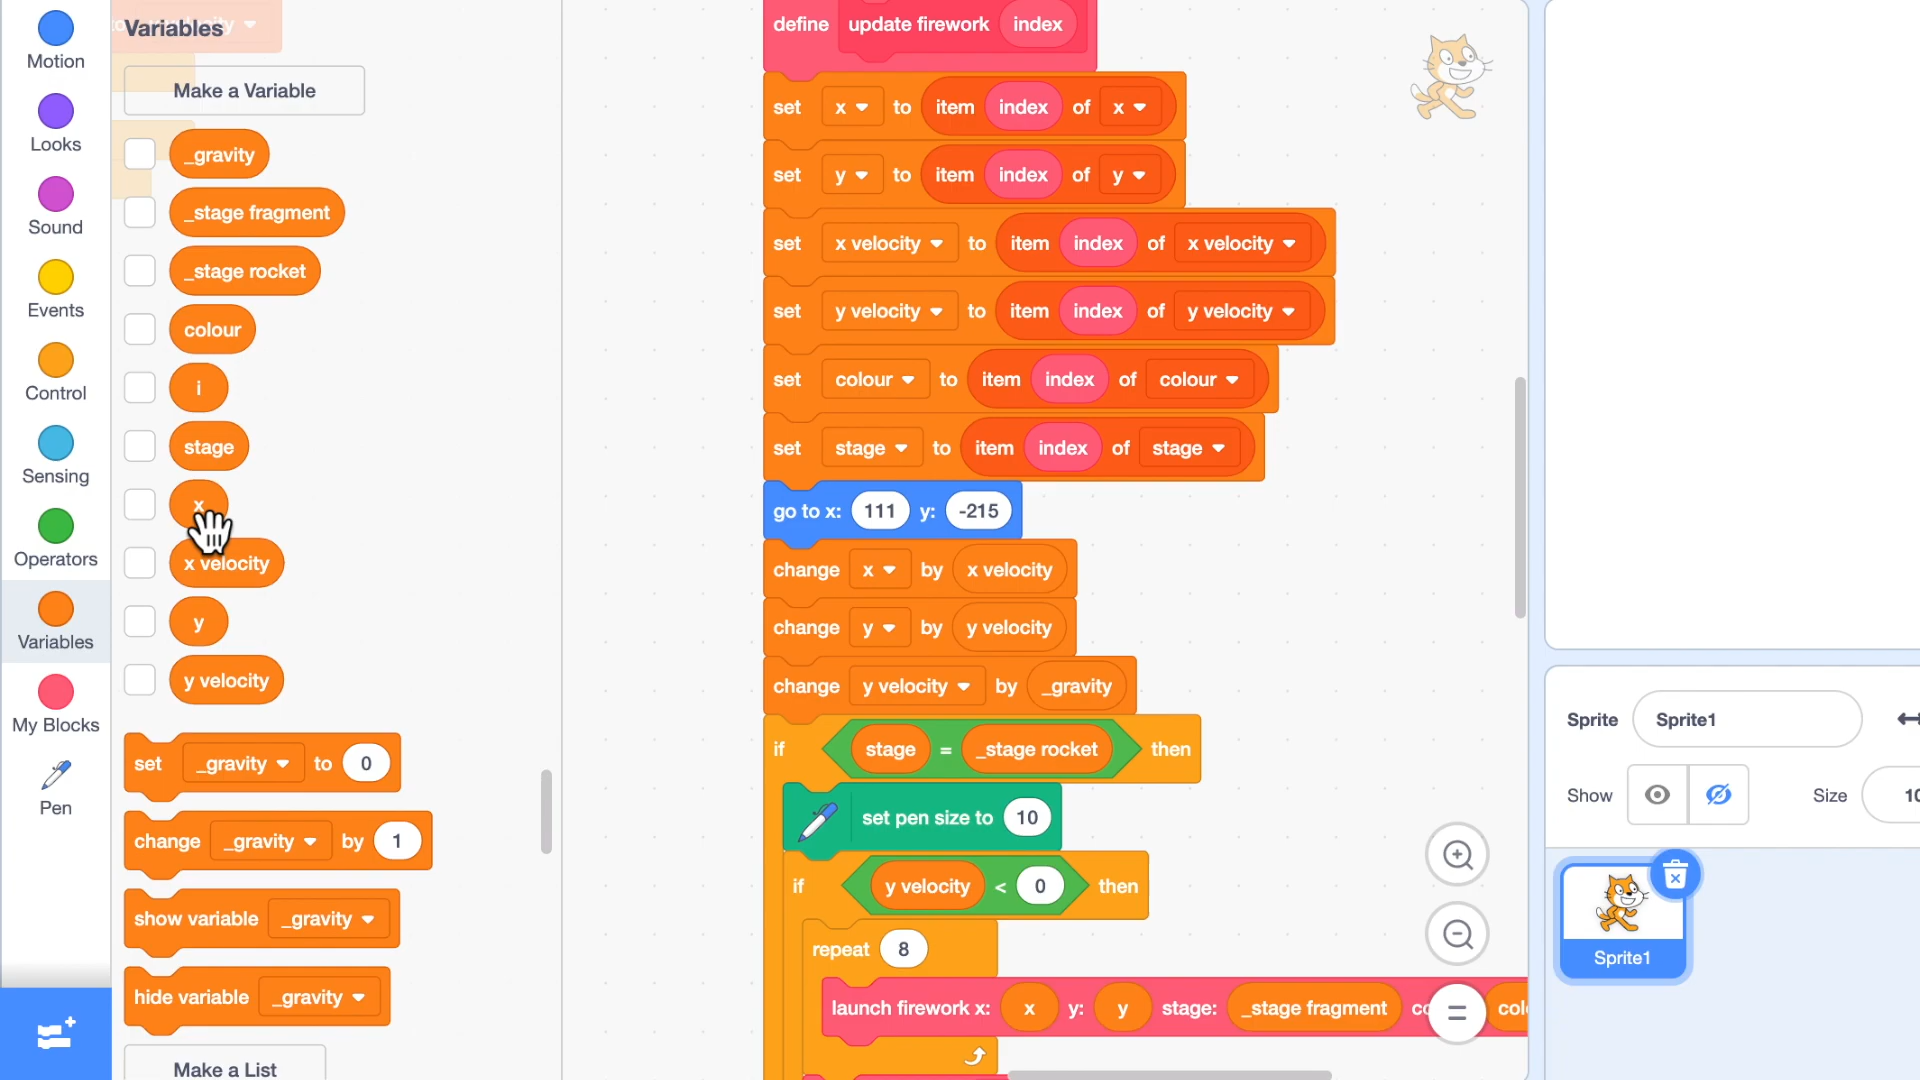 Motion
Looks
Sound
Events
Control
Sensing
Operators
Variables
My Blocks
Pen
Variables
Make a Variable
_gravity
_stage fragment
_stage rocket
colour
i
stage
x
x velocity
y
y velocity
set _gravity to 0
change _gravity by 1
show variable _gravity
hide variable _gravity
Make a List
define update firework index
set x to item index of x
set y to item index of y
set x velocity to item index of x velocity
set y velocity to item index of y velocity
set colour to item index of colour
set stage to item index of stage
go to x: 111 y: -215
change x by x velocity
change y by y velocity
change y velocity by _gravity
if stage = _stage rocket then
set pen size to 10
if y velocity < 0 then
repeat 8
launch firework x: x y: y stage: _stage fragment
Sprite Sprite1
Show Size
Sprite1